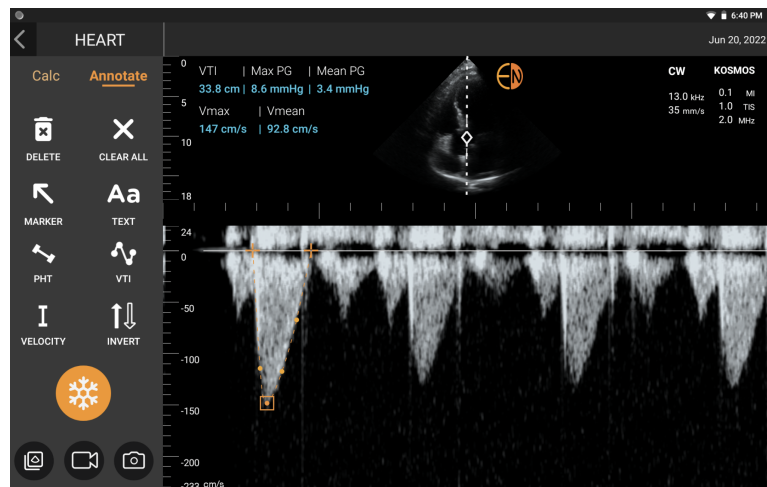 6:40 PM
HEART
Jun 20, 2022
Calc Annotate
DELETE CLEAR ALL
MARKER Aa TEXT
PHT VTI
VELOCITY INVERT
VTI | Max PG | Mean PG
33.8 cm | 8.6 mmHg | 3.4 mmHg
Vmax | Vmean
147 cm/s | 92.8 cm/s
EN
CW KOSMOS
13.0 kHz 0.1 MI
35 mm/s 1.0 TIS
2.0 MHz
0
5
10
18
24
0
-50
-100
-150
-200
-233 cm/s